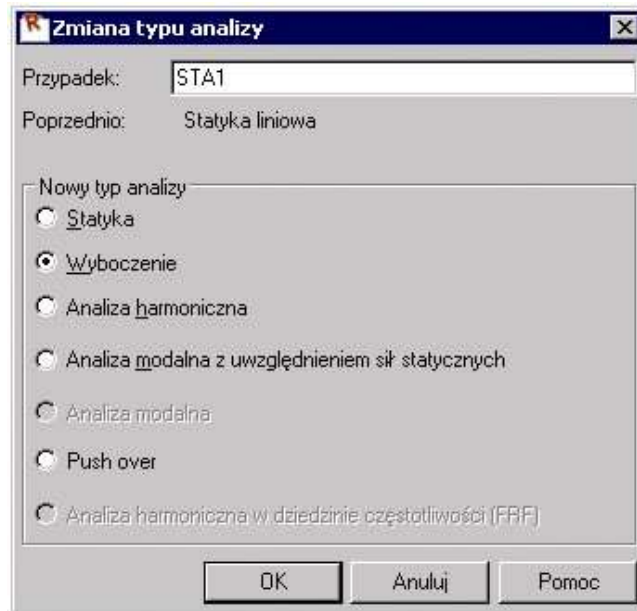 Zmiana typu analizy
Przypadek: STA1
Poprzednio: Statyka liniowa
Nowy typ analizy
Statyka
Wyboczenie
Analiza harmoniczna
Analiza modalna z uwzględnieniem sił statycznych
Analiza modalna
Push over
Analiza harmoniczna w dziedzinie częstotliwości (FRF)
OK Anuluj Pomoc